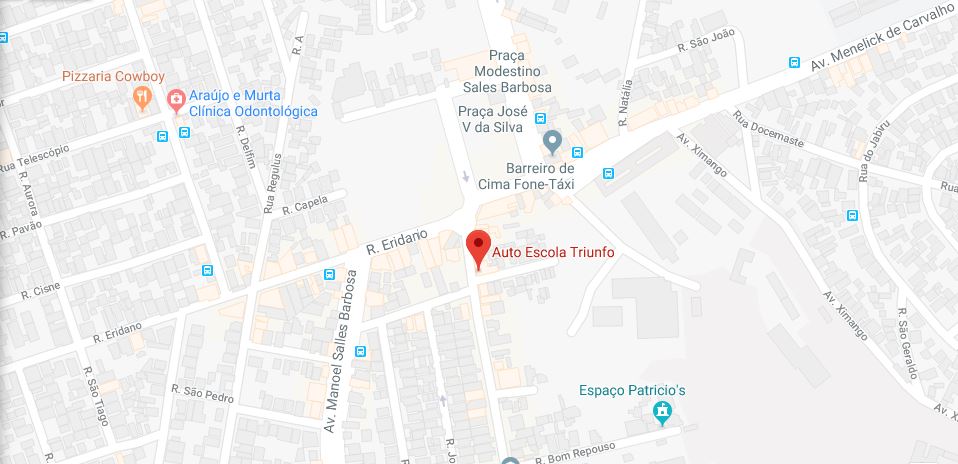 Praça
Modestino
Sales Barbosa
R. São João
Av. Menelick de Carvalho
R. A
Pizzaria Cowboy
Araújo e Murta
Clínica Odontológica
Praça José
V da Silva
R. Natália
Rua Docemaste
Rua do Jabiru
R. Delfim
Rua Telescópio
Rua Regulus
Av. Ximango
Barreiro de
Cima Fone-Táxi
Rua
R. Aurora
R. Capela
R. Pavão
R. Eridano
Auto Escola Triunfo
R. Cisne
Av. Manoel Salles Barbosa
Av. Ximango
R. Eridano
R. São Geraldo
R. São Tiago
R. São Pedro
Espaço Patricio's
Av. Xim
R. Jo
R. Bom Repouso